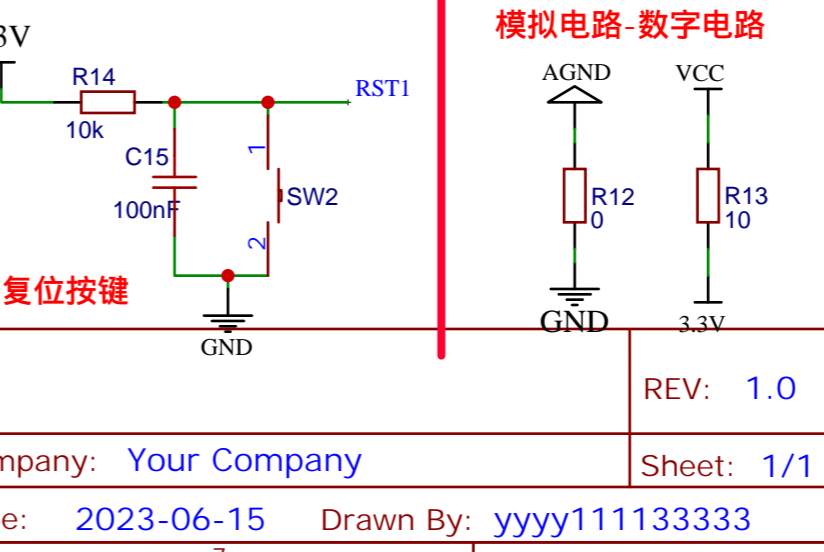 模拟电路-数字电路
3V
R14
10k
RST1
C15
100nF
1
2
SW2
GND
复位按键
AGND
R12
0
GND
VCC
R13
10
3.3V
REV: 1.0
mpany: Your Company
Sheet: 1/1
e: 2023-06-15 Drawn By: yyyy111133333